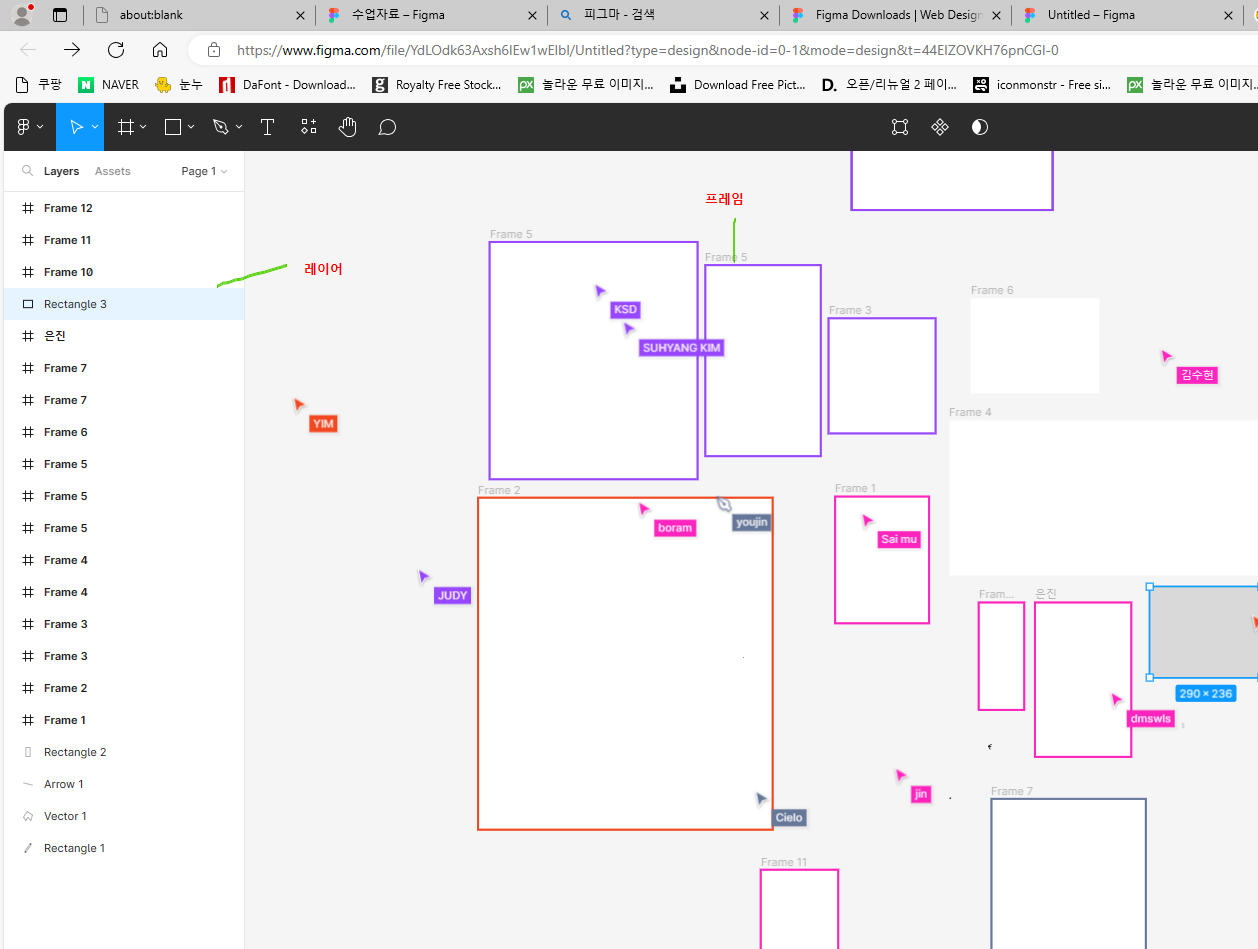 about:blank
수업자료 – Figma
피그마 - 검색
Figma Downloads | Web Design
Untitled – Figma
https://www.figma.com/file/YdLOdk63Axsh6IEw1wElbI/Untitled?type=design&node-id=0-1&mode=design&t=44EIZOVKH76pnCGI-0
쿠팡
NAVER
눈누
DaFont - Download...
Royalty Free Stock...
놀라운 무료 이미지...
Download Free Pict...
오픈/리뉴얼 2 페이...
iconmonstr - Free si...
놀라운 무료 이미지
Layers Assets Page 1
Frame 12
Frame 11
Frame 10
Rectangle 3
은진
Frame 7
Frame 7
Frame 6
Frame 5
Frame 5
Frame 5
Frame 4
Frame 4
Frame 3
Frame 3
Frame 2
Frame 1
Rectangle 2
Arrow 1
Vector 1
Rectangle 1
레이어
프레임
Frame 5
KSD
SUHYANG KIM
Frame 5
Frame 3
Frame 6
김수현
YIM
Frame 4
Frame 2
boram
youjin
Frame 1
Sai mu
JUDY
Fram...
은진
290 × 236
dmswls
jin
Cielo
Frame 7
Frame 11